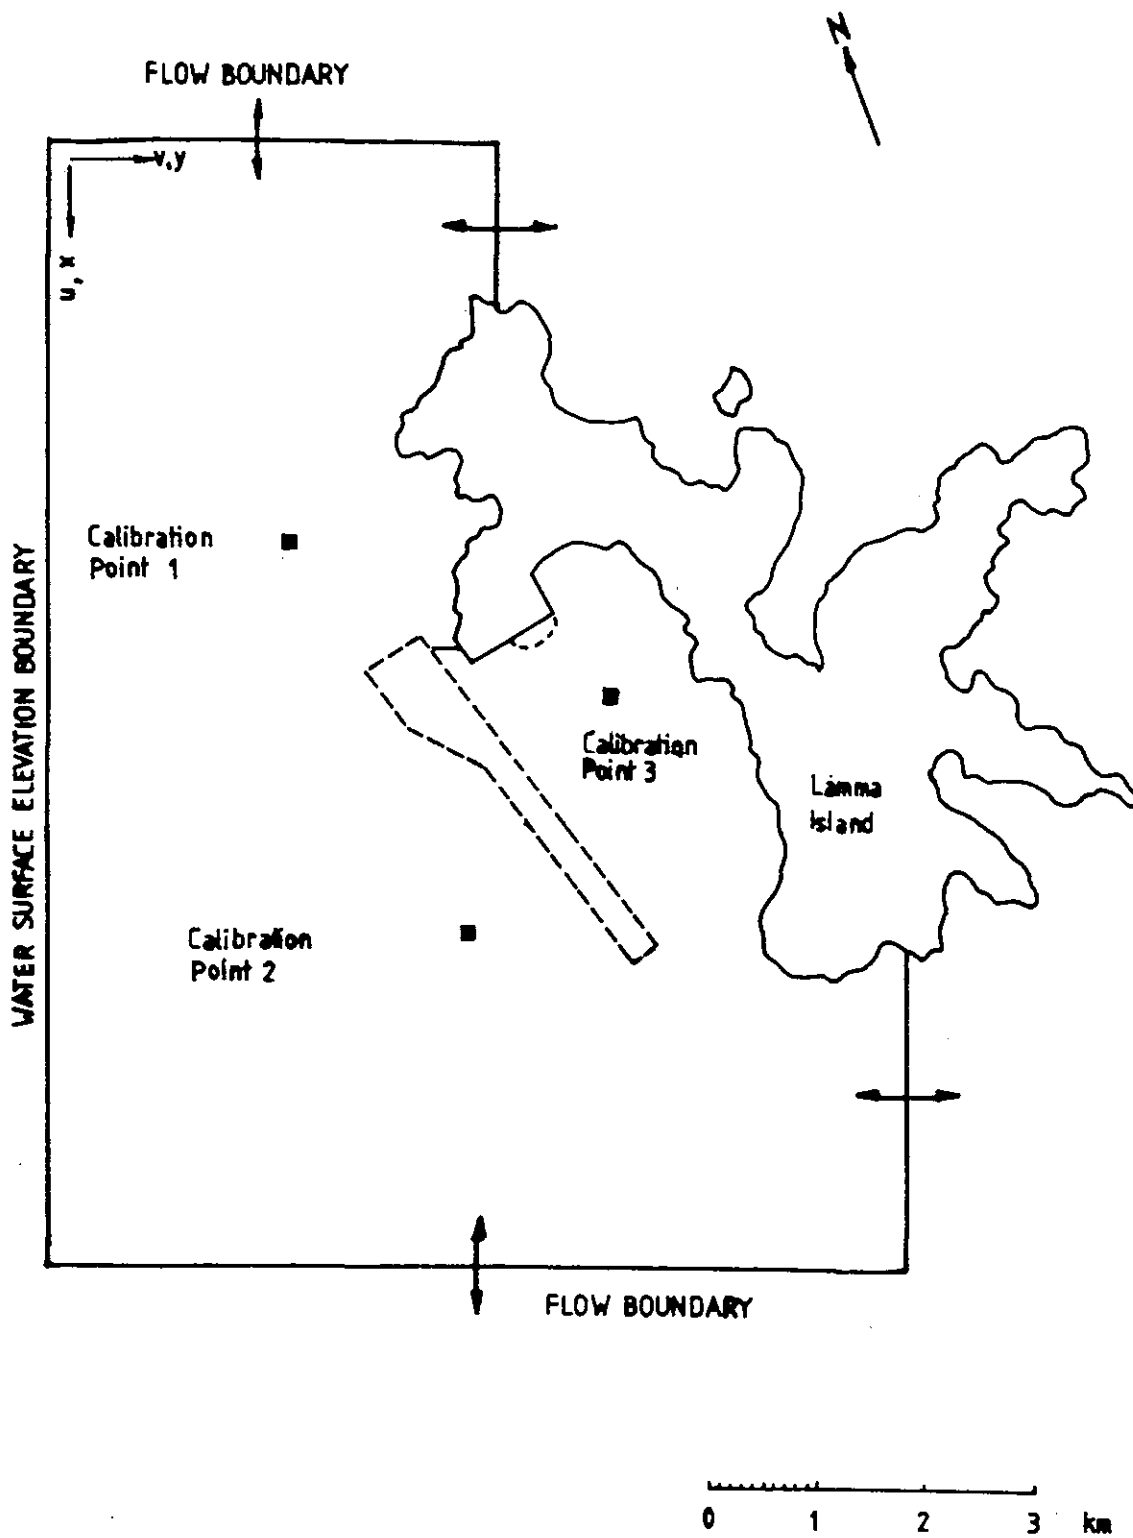 N
FLOW BOUNDARY
v,y
u, x
Calibration
Point 1
WATER SURFACE ELEVATION BOUNDARY
Calibration
Point 3
Lamma
Island
Calibration
Point 2
FLOW BOUNDARY
0 1 2 3 km